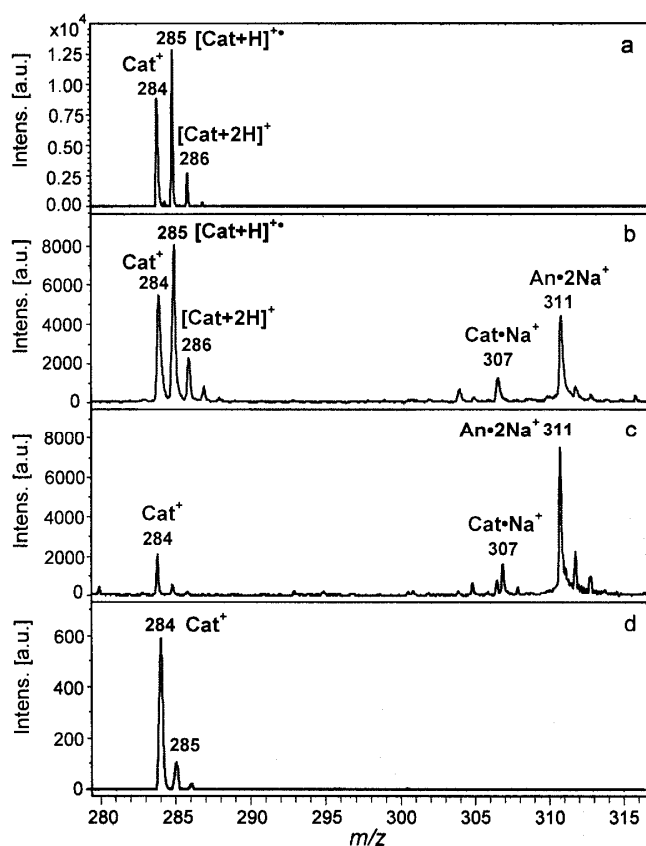 ×10⁴
285 [Cat+H]⁺•
a
Cat⁺
284
1.25
1.00
[Cat+2H]⁺
0.75
286
0.50
0.25
0.00
Intens. [a.u.]
285 [Cat+H]⁺•
b
8000
Cat⁺
284
An•2Na⁺
6000
311
[Cat+2H]⁺
4000
286
Cat•Na⁺
307
2000
0
Intens. [a.u.]
8000
An•2Na⁺ 311
c
6000
Cat⁺
Cat•Na⁺
4000
284
307
2000
0
Intens. [a.u.]
284 Cat⁺
d
600
400
285
200
0
Intens. [a.u.]
280 285 290 295 300 305 310 315
m/z